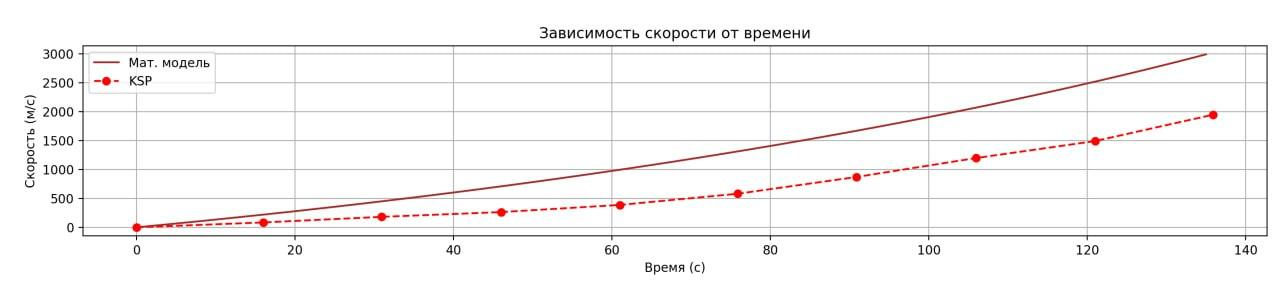 Зависимость скорости от времени
3000
2500
2000
1500
1000
500
0
Скорость (м/с)
Мат. модель
KSP
0 20 40 60 80 100 120 140
Время (с)